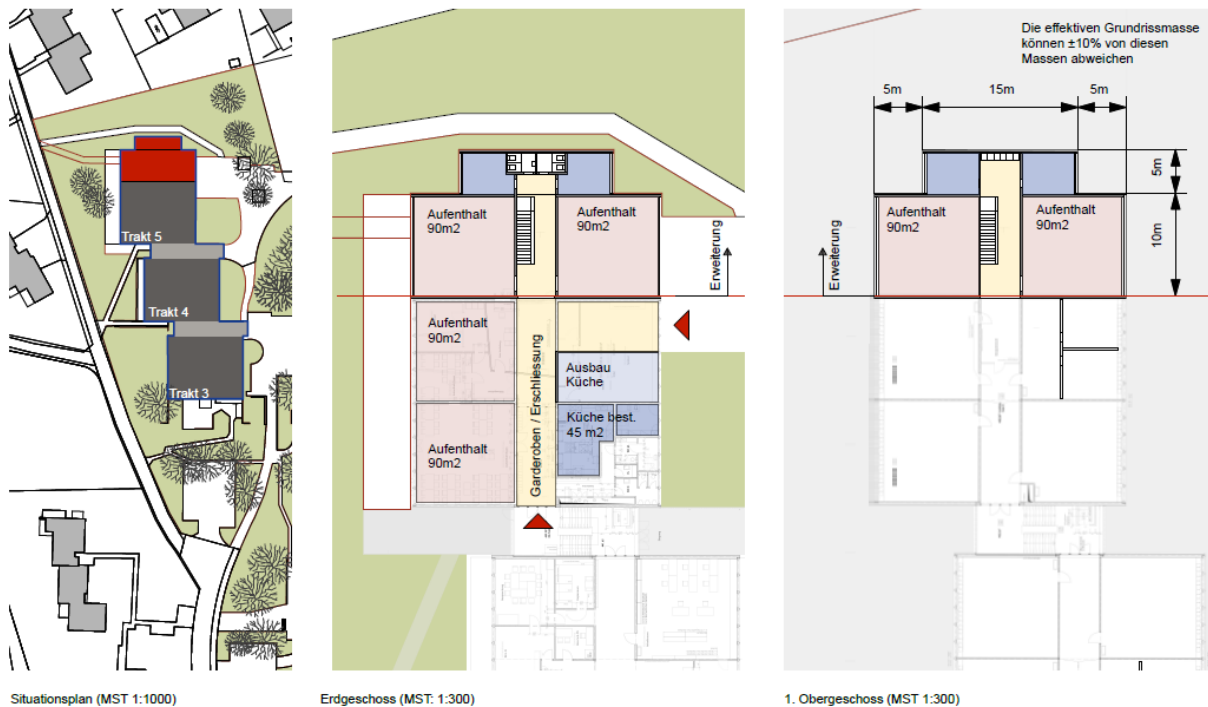 Trakt 5
Trakt 4
Trakt 3
Situationsplan (MST 1:1000)
Aufenthalt
90m2
Aufenthalt
90m2
Erweiterung
Aufenthalt
90m2
Garderoben / Erschliessung
Ausbau
Küche
Aufenthalt
90m2
Küche best.
45 m2
Erdgeschoss (MST: 1:300)
Die effektiven Grundrissmasse
können ±10% von diesen
Massen abweichen
5m
15m
5m
5m
10m
Aufenthalt
90m2
Aufenthalt
90m2
Erweiterung
1. Obergeschoss (MST 1:300)